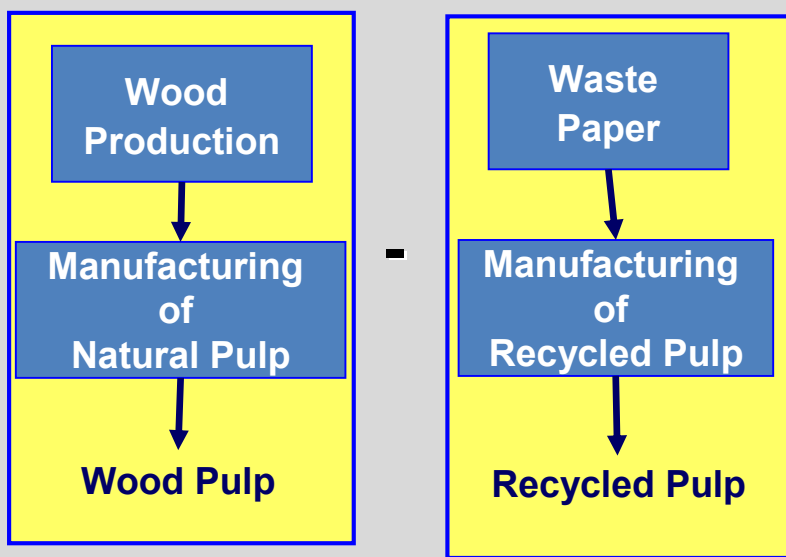 Wood
Production
Manufacturing
of
Natural Pulp
Wood Pulp
-
Waste
Paper
Manufacturing
of
Recycled Pulp
Recycled Pulp